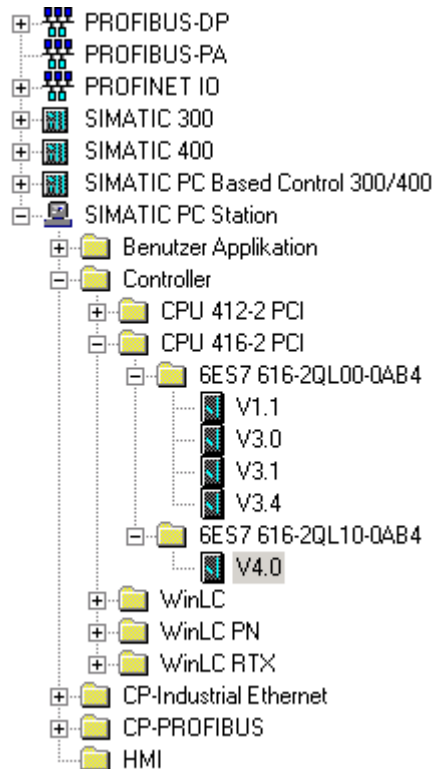 PROFIBUS-DP
PROFIBUS-PA
PROFINET IO
SIMATIC 300
SIMATIC 400
SIMATIC PC Based Control 300/400
SIMATIC PC Station
Benutzer Applikation
Controller
CPU 412-2 PCI
CPU 416-2 PCI
6ES7 616-2QL00-0AB4
V1.1
V3.0
V3.1
V3.4
6ES7 616-2QL10-0AB4
V4.0
WinLC
WinLC PN
WinLC RTX
CP-Industrial Ethernet
CP-PROFIBUS
HMI